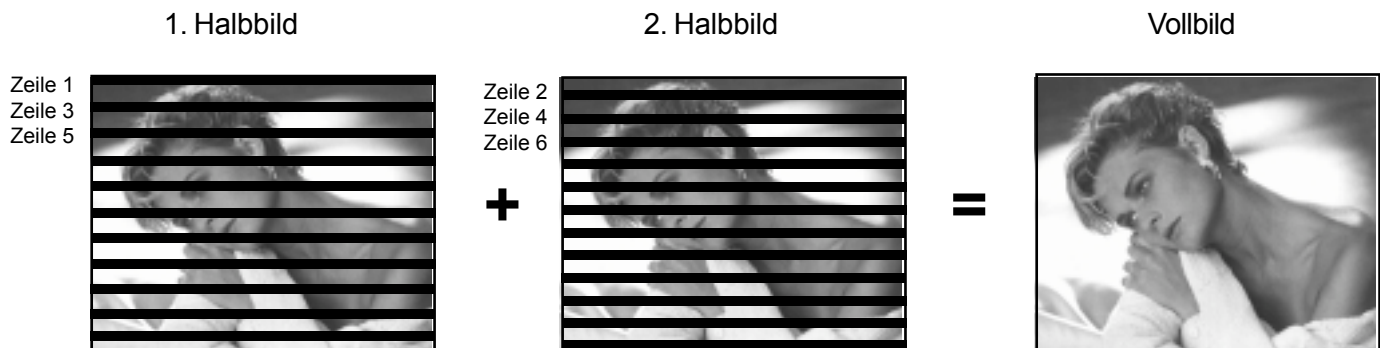 1. Halbbild
2. Halbbild
Vollbild
Zeile 1
Zeile 3
Zeile 5
Zeile 2
Zeile 4
Zeile 6
+
=